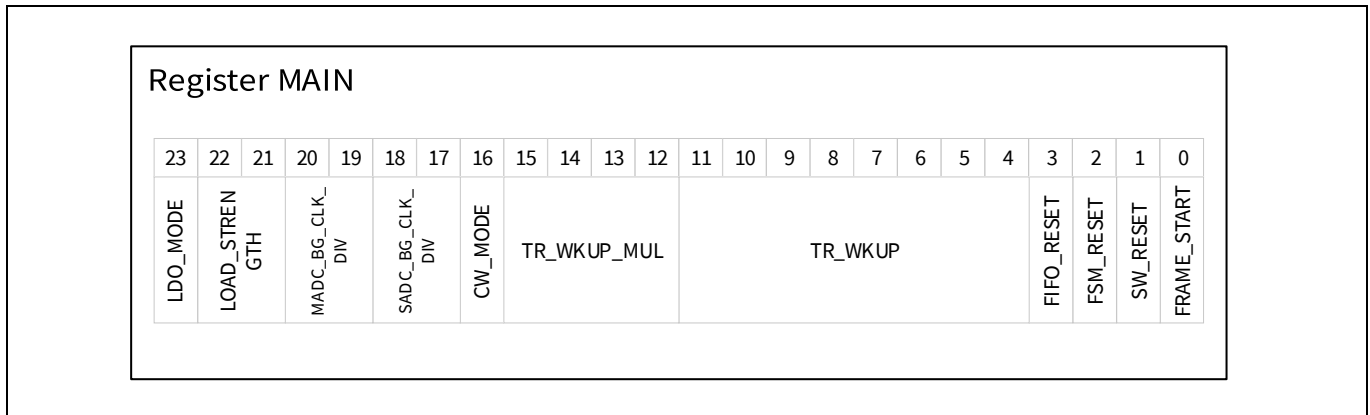 Register MAIN
23 22 21 20 19 18 17 16 15 14 13 12 11 10 9 8 7 6 5 4 3 2 1 0
LDO_MODE
LOAD_STREN
GTH
MADC_BG_CLK_
DIV
SADC_BG_CLK_
DIV
CW_MODE
TR_WKUP_MUL
TR_WKUP
FIFO_RESET
FSM_RESET
SW_RESET
FRAME_START